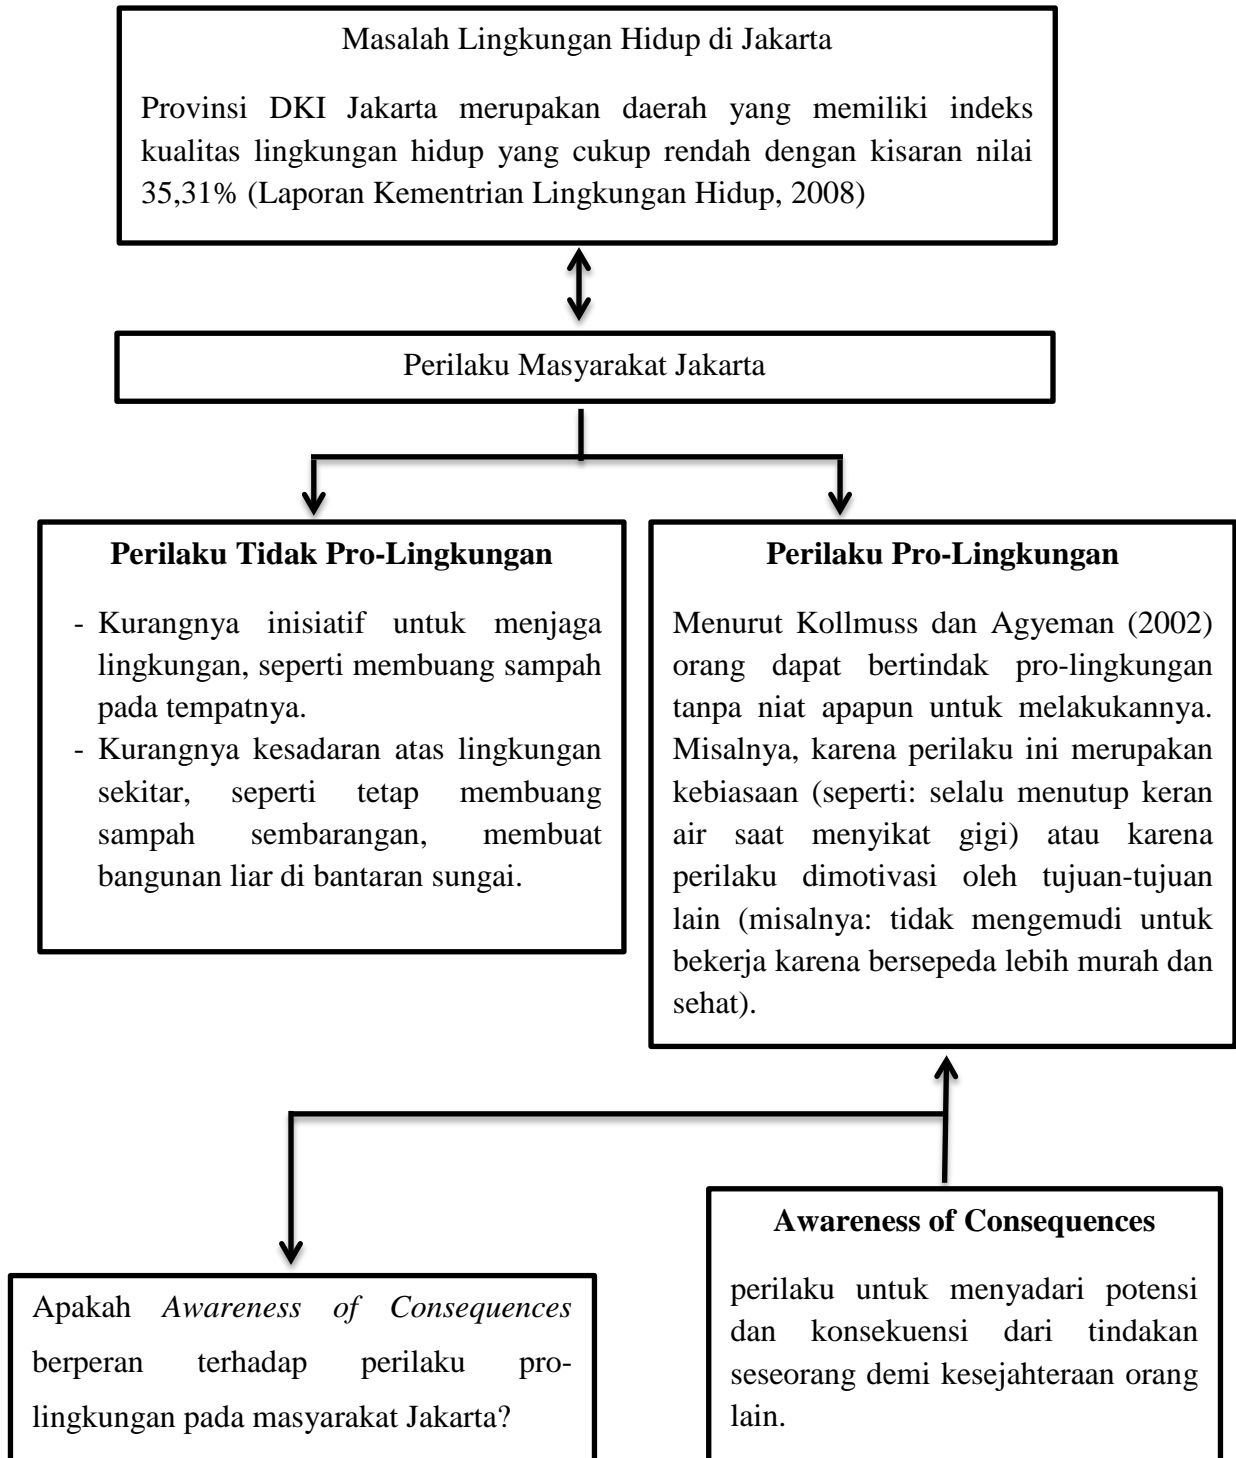 Masalah Lingkungan Hidup di Jakarta
Provinsi DKI Jakarta merupakan daerah yang memiliki indeks
kualitas lingkungan hidup yang cukup rendah dengan kisaran nilai
35,31% (Laporan Kementrian Lingkungan Hidup, 2008)
Perilaku Masyarakat Jakarta
Perilaku Tidak Pro-Lingkungan
- Kurangnya inisiatif untuk menjaga
lingkungan, seperti membuang sampah
pada tempatnya.
- Kurangnya kesadaran atas lingkungan
sekitar, seperti tetap membuang
sampah sembarangan, membuat
bangunan liar di bantaran sungai.
Perilaku Pro-Lingkungan
Menurut Kollmuss dan Agyeman (2002)
orang dapat bertindak pro-lingkungan
tanpa niat apapun untuk melakukannya.
Misalnya, karena perilaku ini merupakan
kebiasaan (seperti: selalu menutup keran
air saat menyikat gigi) atau karena
perilaku dimotivasi oleh tujuan-tujuan
lain (misalnya: tidak mengemudi untuk
bekerja karena bersepeda lebih murah dan
sehat).
Awareness of Consequences
perilaku untuk menyadari potensi
dan konsekuensi dari tindakan
seseorang demi kesejahteraan orang
lain.
Apakah Awareness of Consequences
berperan terhadap perilaku pro-
lingkungan pada masyarakat Jakarta?